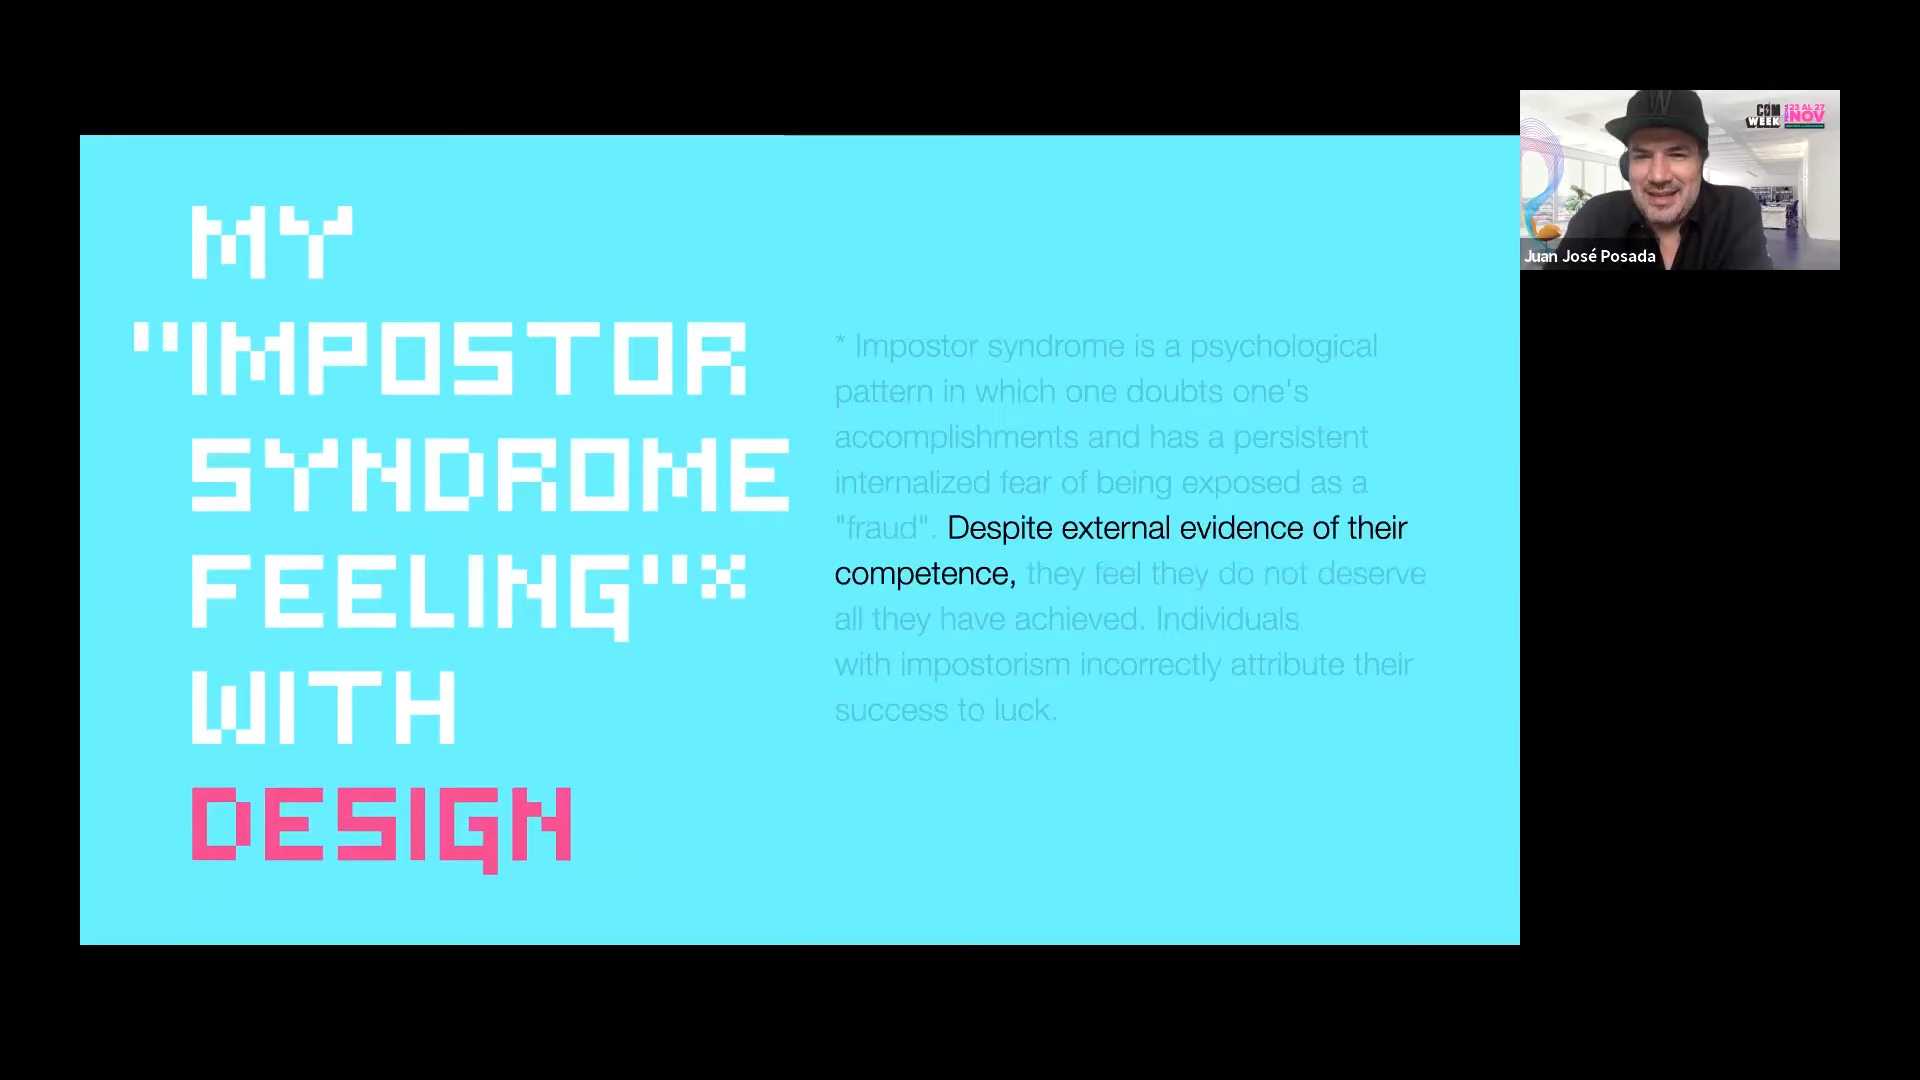 MY
"IMPOSTOR
SYNDROME
FEELING"*
WITH
DESIGN
* Impostor syndrome is a psychological
pattern in which one doubts one's
accomplishments and has a persistent
internalized fear of being exposed as a
"fraud". Despite external evidence of their
competence, they feel they do not deserve
all they have achieved. Individuals
with impostorism incorrectly attribute their
success to luck.
W
COM
WEEK
23 AL 27
NOV
Juan José Posada